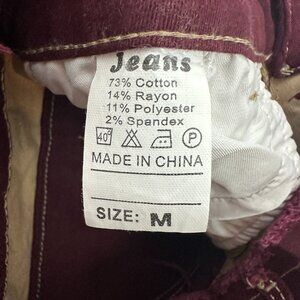 Jeans
73% Cotton
14% Rayon
11% Polyester
2% Spandex
40° P
MADE IN CHINA
SIZE: M